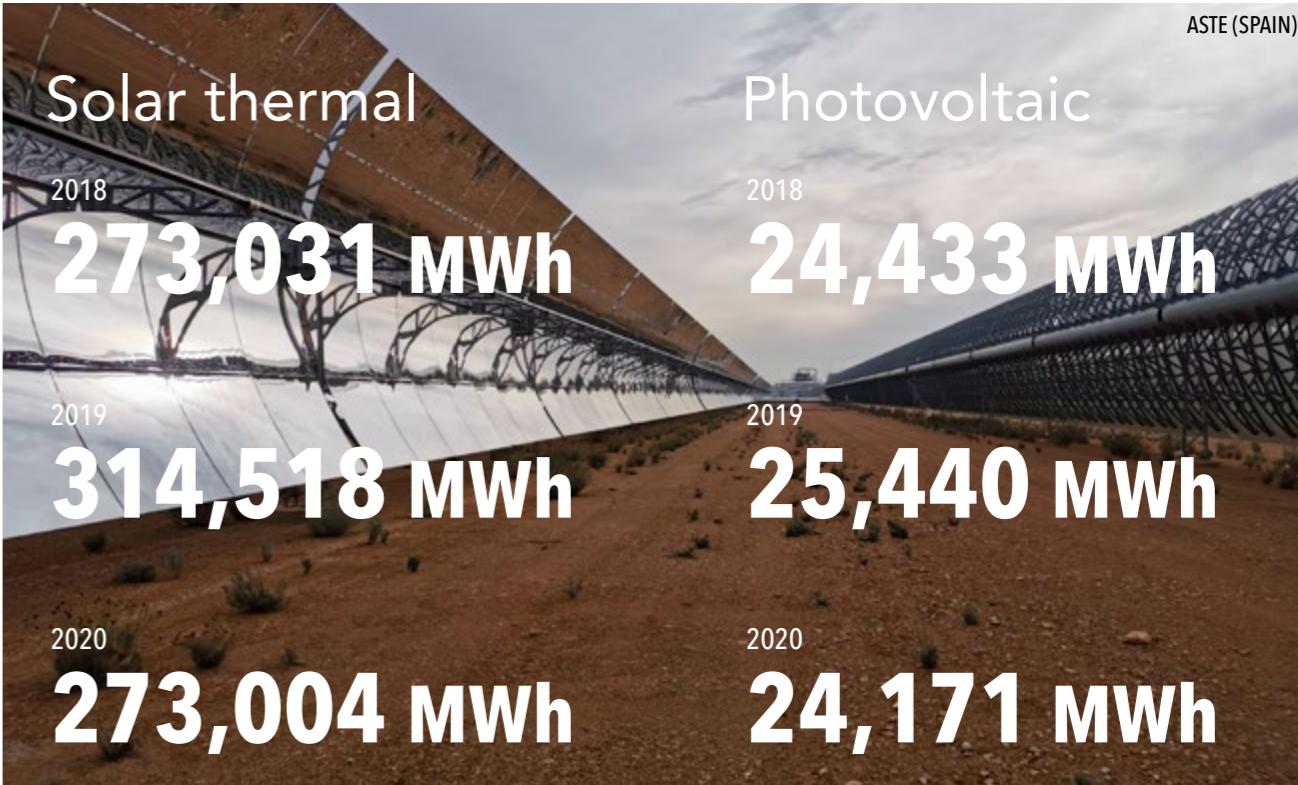 ASTE (SPAIN)
Solar thermal
2018
273,031 MWh
2019
314,518 MWh
2020
273,004 MWh
Photovoltaic
2018
24,433 MWh
2019
25,440 MWh
2020
24,171 MWh